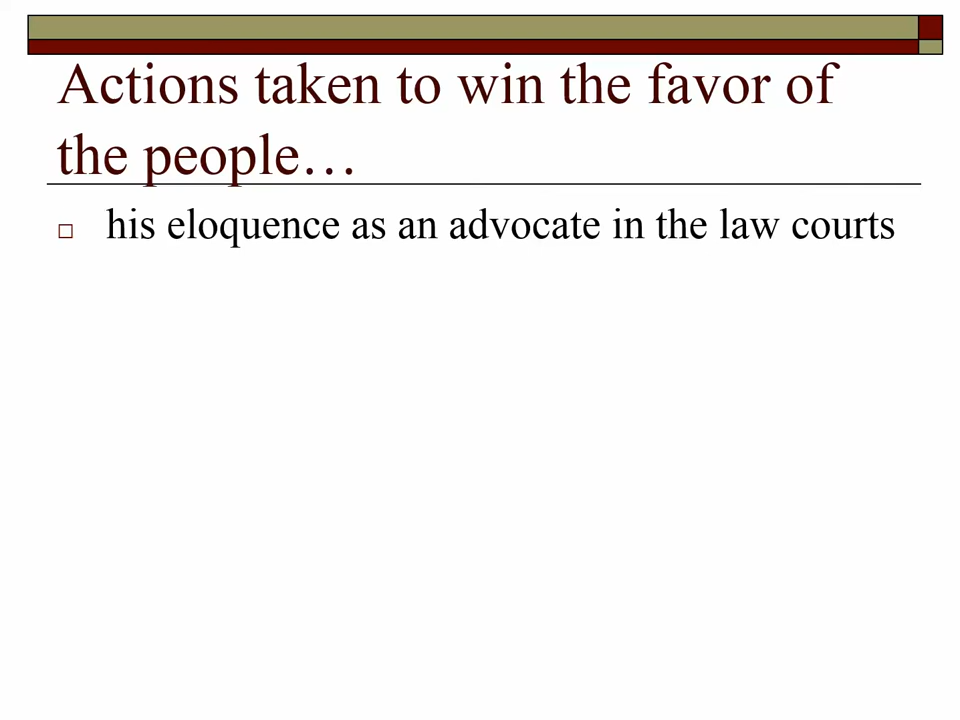 Actions taken to win the favor of
the people…
his eloquence as an advocate in the law courts